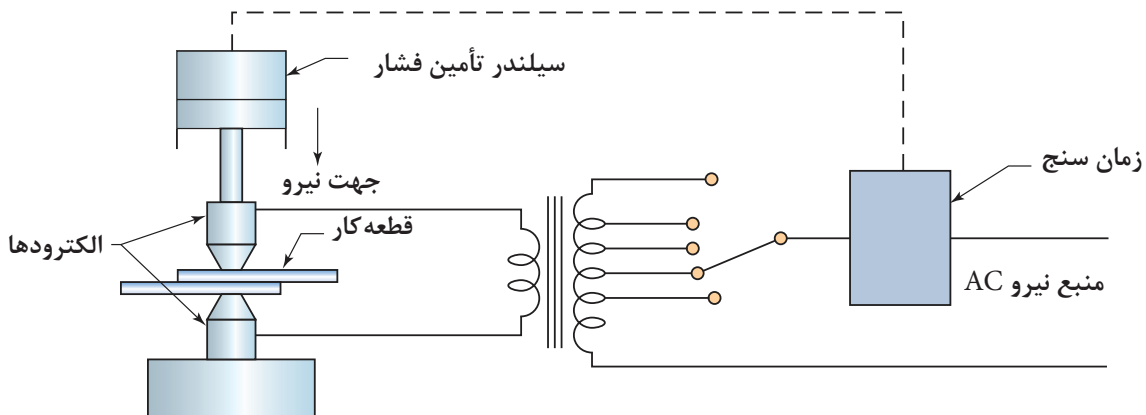 سیلندر تأمین فشار
زمان سنج
جهت نیرو
قطعه کار
الکترودها
منبع نیرو AC